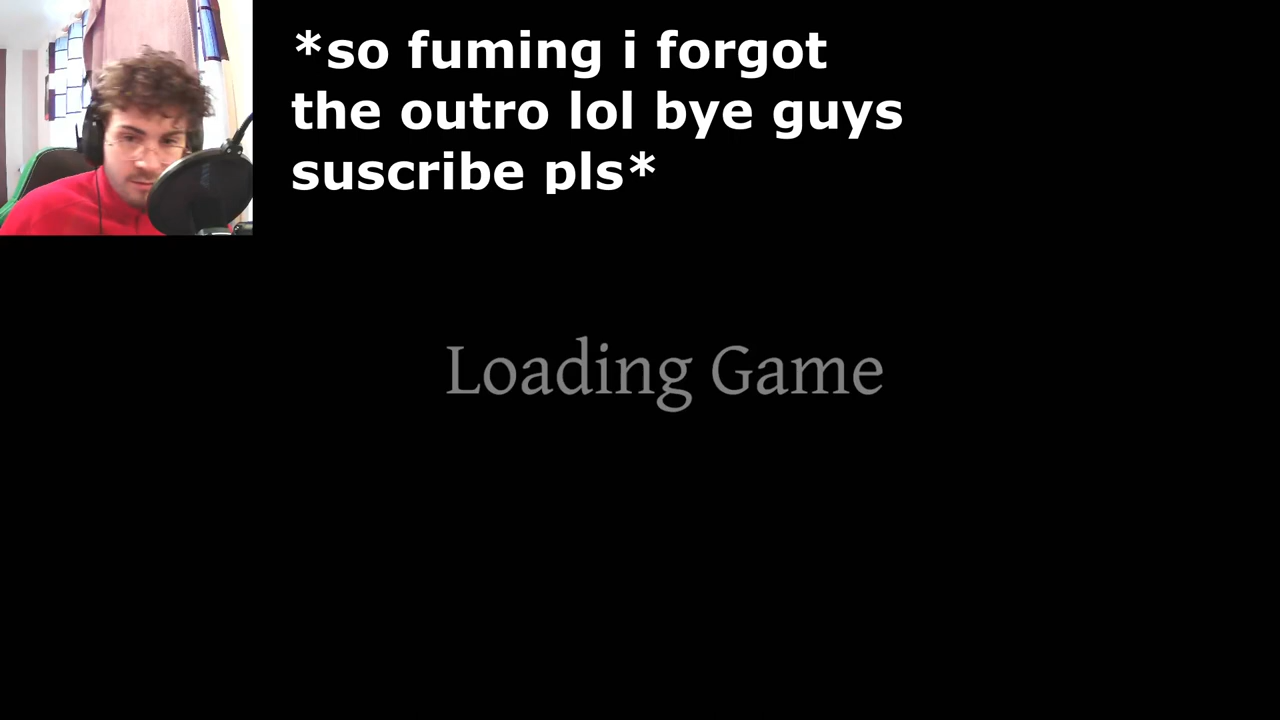 *so fuming i forgot
the outro lol bye guys
suscribe pls*
Loading Game